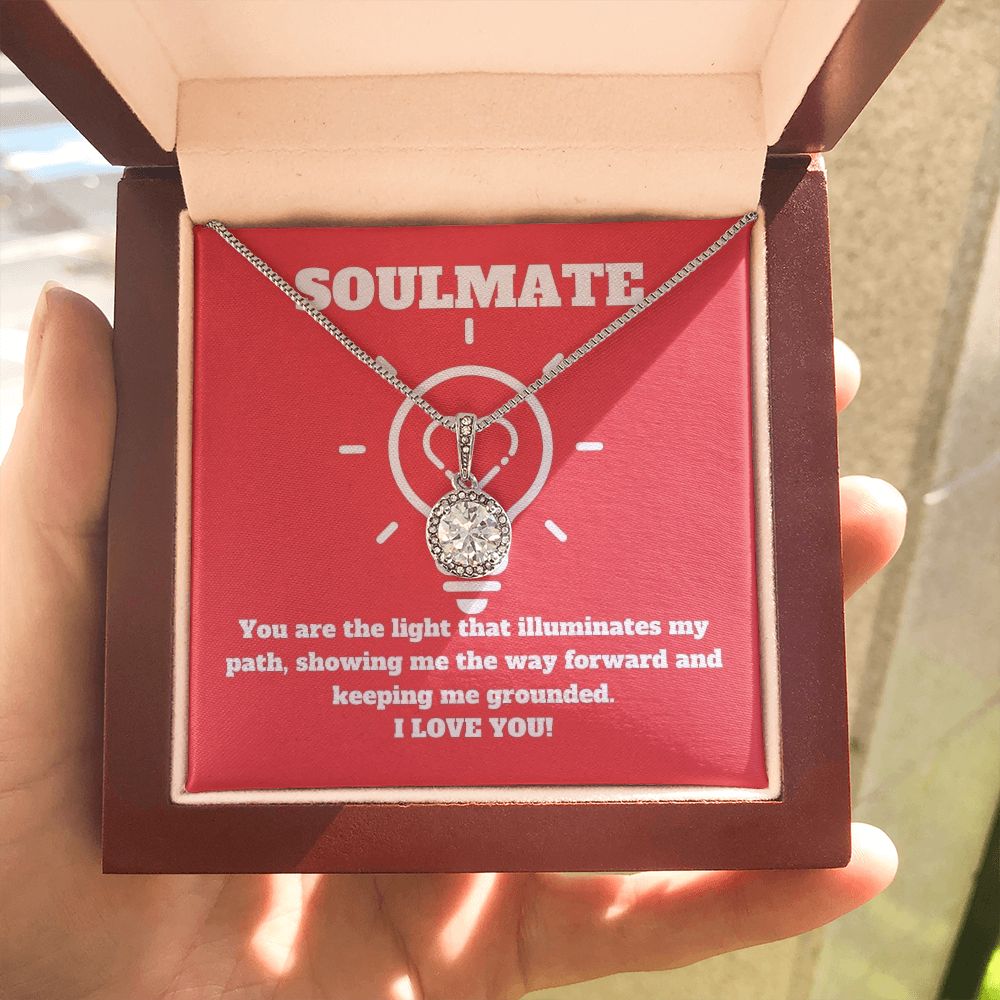 SOULMATE
You are the light that illuminates my
path, showing me the way forward and
keeping me grounded.
I LOVE YOU!